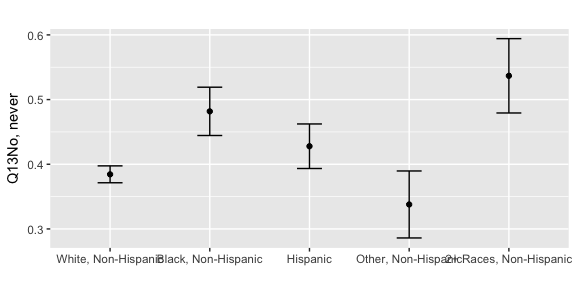 0.6
0.5
0.4
0.3
Q13No, never
White, Non-Hispanic Black, Non-Hispanic Hispanic Other, Non-Hispanic 2+ Races, Non-Hispanic